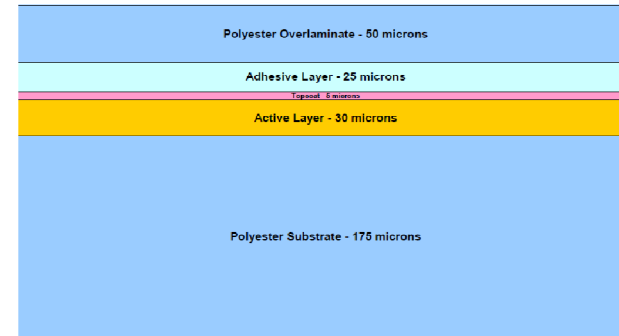 Polyester Overlaminate - 50 microns
Adhesive Layer - 25 microns
Topcoat - 5 microns
Active Layer - 30 microns
Polyester Substrate - 175 microns